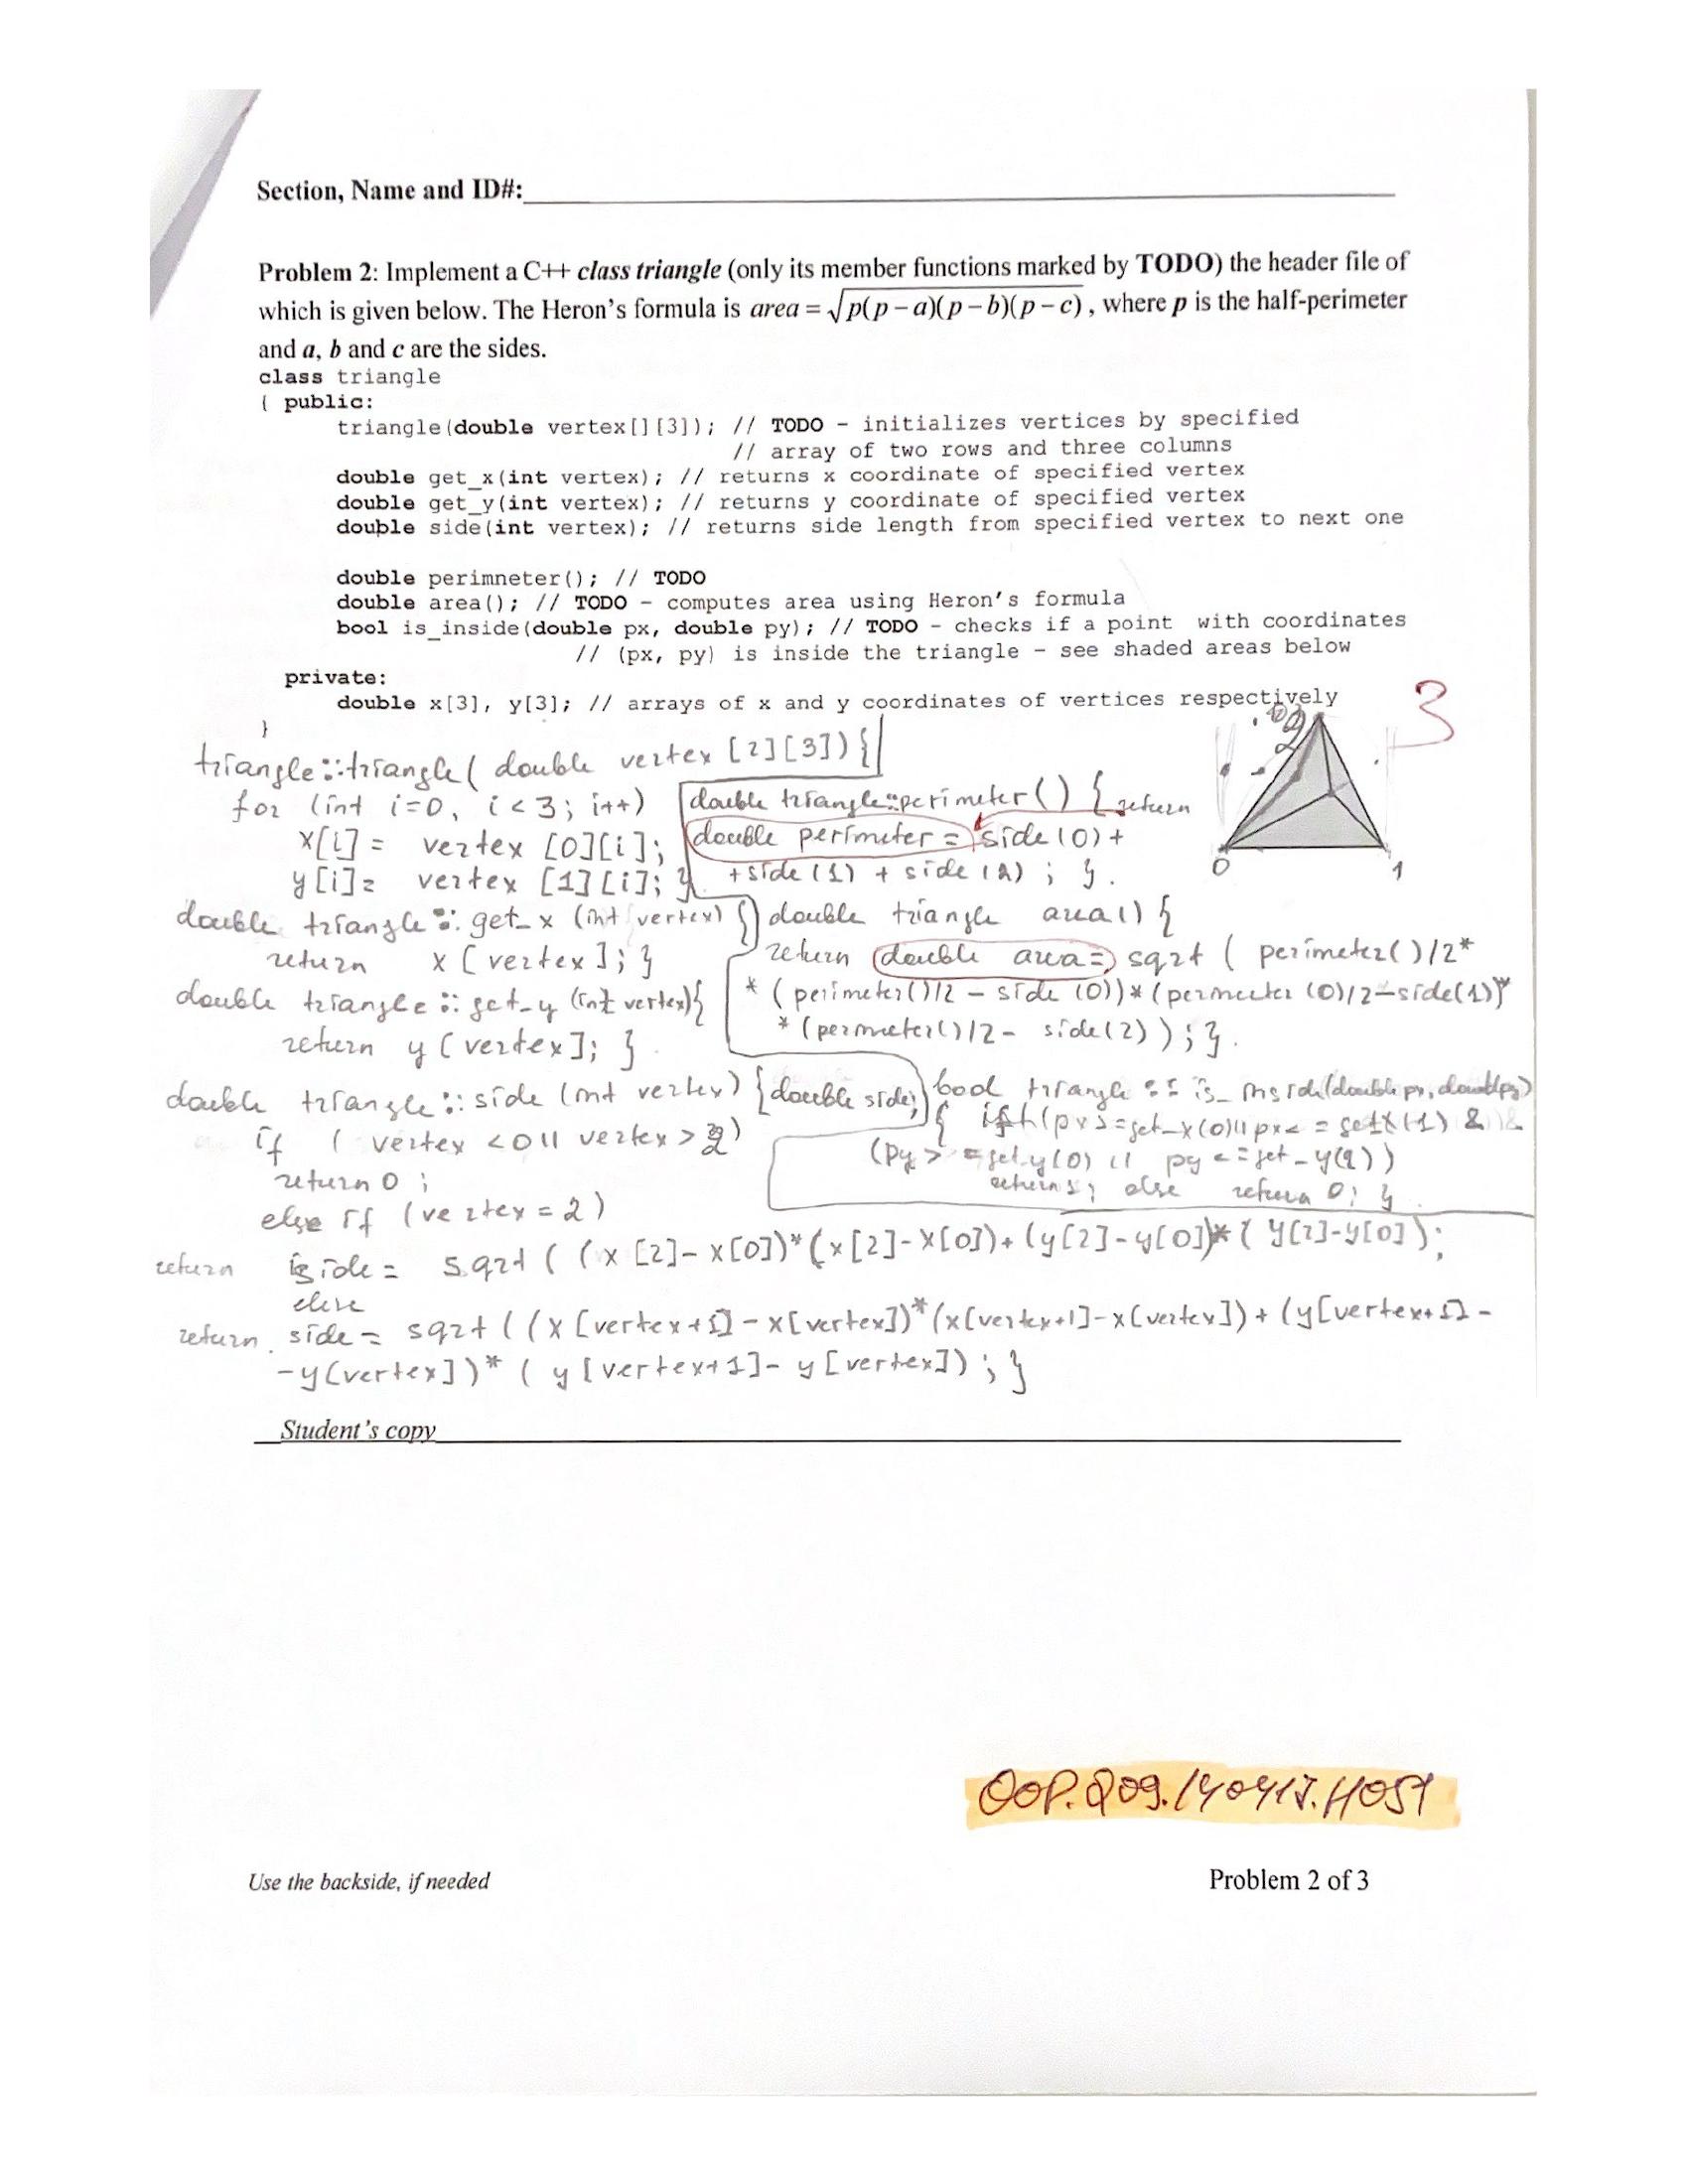 Section, Name and ID#:
Problem 2: Implement a C++ class triangle (only its member functions marked by TODO) the header file of
which is given below. The Heron's formula is area = √p(p – a)(p – b)(p – c) , where p is the half-perimeter
and a, b and c are the sides.
class triangle
{ public:
triangle(double vertex[][3]); // TODO - initializes vertices by specified
// array of two rows and three columns
double get_x(int vertex); // returns x coordinate of specified vertex
double get_y(int vertex); // returns y coordinate of specified vertex
double side(int vertex); // returns side length from specified vertex to next one
double perimneter(); // TODO
double area(); // TODO - computes area using Heron's formula
bool is_inside(double px, double py); // TODO - checks if a point with coordinates
// (px, py) is inside the triangle - see shaded areas below
private:
double x[3], y[3]; // arrays of x and y coordinates of vertices respectively
}
3
2
0
1
triangle::triangle( double vertex [2][3]) {
for (int i=0, i<3; i++)
x[i] = vertex [0][i];
y[i]= vertex [1][i]; }
double triangle :: get_x (int vertex) {
return x [vertex]; }
double triangle :: get_y (int vertex) {
return y [vertex]; }
double triangle::perimeter() { return
double perimeter = side(0) +
+side(1) + side(2) ; }.
double triangle area() {
return double area= sqrt ( perimeter()/2*
* (perimeter()/2 - side (0))* (perimeter (0)/2-side(1))*
* (perimeter()/2- side(2) ) ; }.
double triangle :: side (int vertex) { double side;
if ( vertex <0 || vertex > 2)
return 0 ;
else if (vertex = 2)
return side = sqrt ( (x [2]- x[0])*(x[2]-x[0])+(y[2]-y[0])*( y[2]-y[0]);
else
return side = sqrt ((x [vertex+1] - x[vertex])*(x[vertex+1]-x[vertex])+(y[vertex+1]-
-y[vertex])* ( y [vertex+1]- y [vertex]) ; }
bool triangle :: is_inside(double px, double py)
{ if (px>=get_x(0)||px<=getx(1) &&
(py>=get_y(0) || py<=get_y(2))
return 1; else return 0; }
Student's copy
OOP.Q09.140417.H051
Use the backside, if needed
Problem 2 of 3